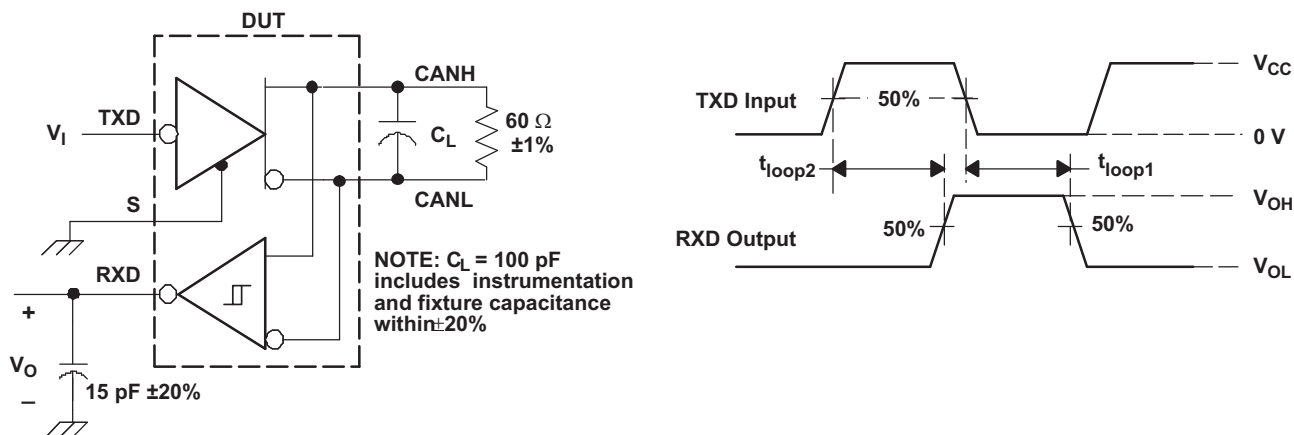 DUT
CANH
TXD
V_I
C_L
60 Ω
±1%
CANL
S
RXD
NOTE: C_L = 100 pF
includes instrumentation
and fixture capacitance
within±20%
+
V_O
15 pF ±20%
−
TXD Input
50%
V_CC
0 V
t_loop2
t_loop1
RXD Output
50%
50%
V_OH
V_OL